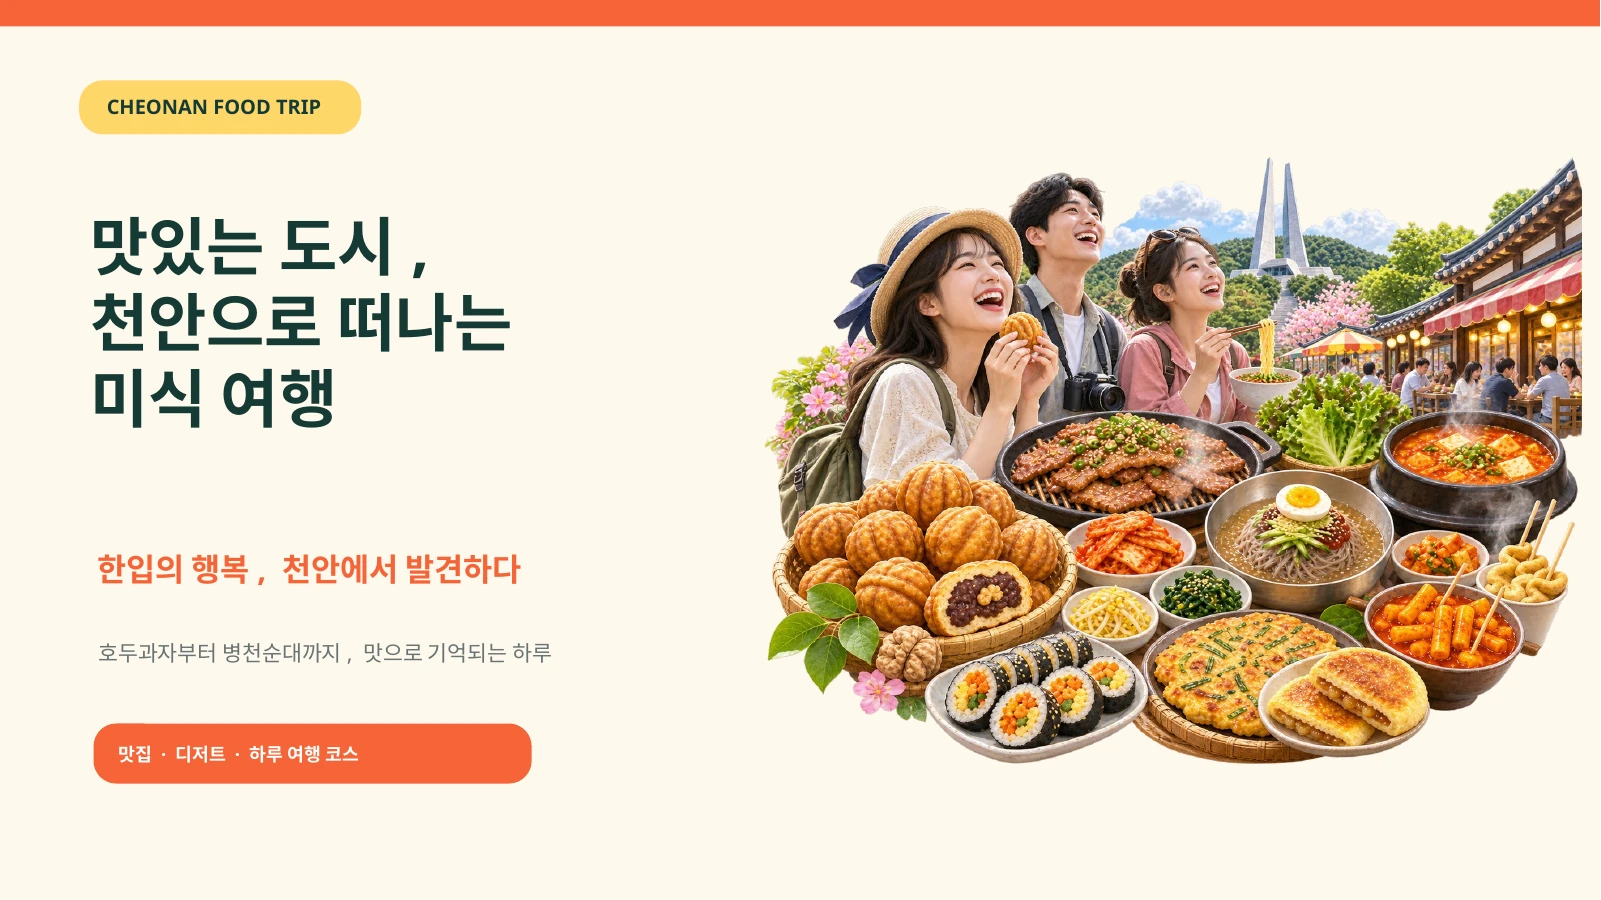 CHEONAN FOOD TRIP
맛있는 도시 ,
천안으로 떠나는
미식 여행
한입의 행복 , 천안에서 발견하다
호두과자부터 병천순대까지 , 맛으로 기억되는 하루
맛집 · 디저트 · 하루 여행 코스